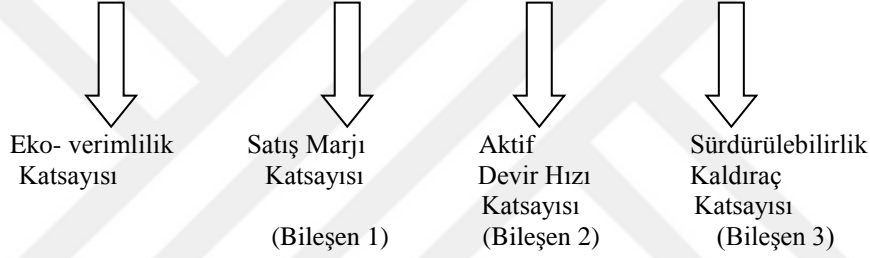 Eko- verimlilik Satış Marjı Aktif Sürdürülebilirlik
Katsayısı Katsayısı Devir Hızı Kaldıraç
Katsayısı Katsayısı
(Bileşen 1) (Bileşen 2) (Bileşen 3)